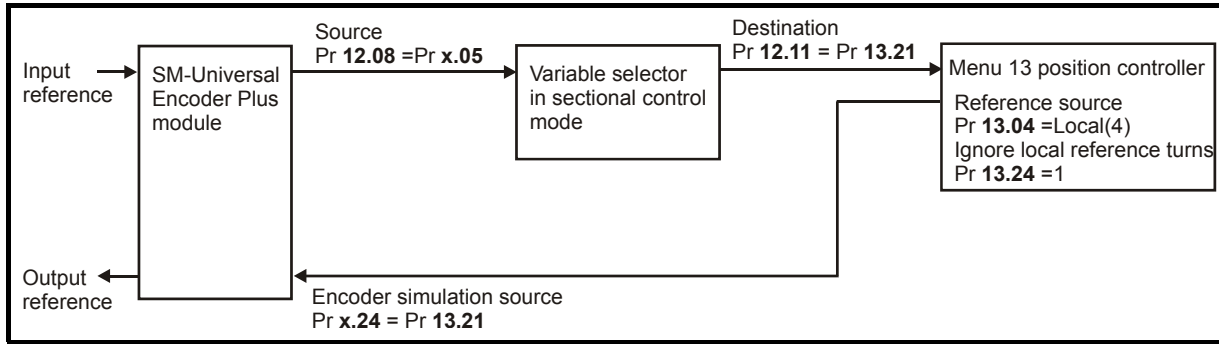 Input
reference
SM-Universal
Encoder Plus
module
Source
Pr 12.08 =Pr x.05
Variable selector
in sectional control
mode
Destination
Pr 12.11 = Pr 13.21
Menu 13 position controller
Reference source
Pr 13.04 =Local(4)
Ignore local reference turns
Pr 13.24 =1
Output
reference
Encoder simulation source
Pr x.24 = Pr 13.21